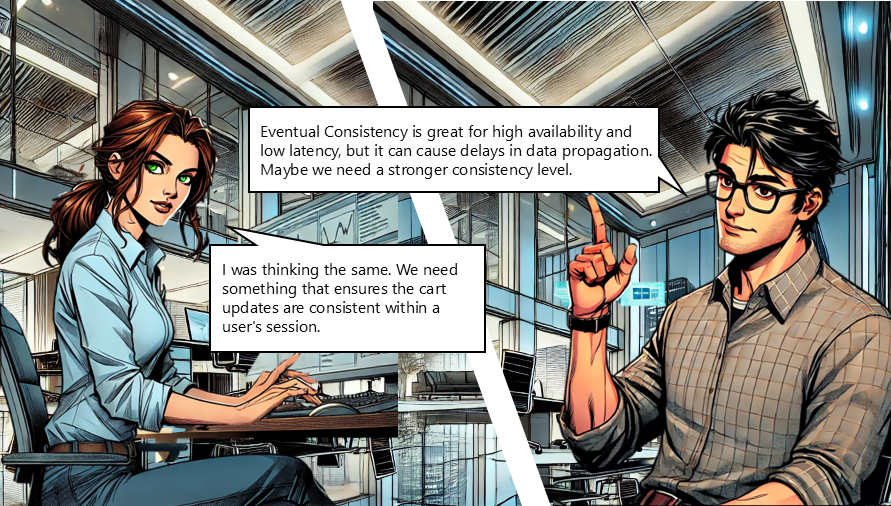 Eventual Consistency is great for high availability and
low latency, but it can cause delays in data propagation.
Maybe we need a stronger consistency level.
I was thinking the same. We need
something that ensures the cart
updates are consistent within a
user's session.